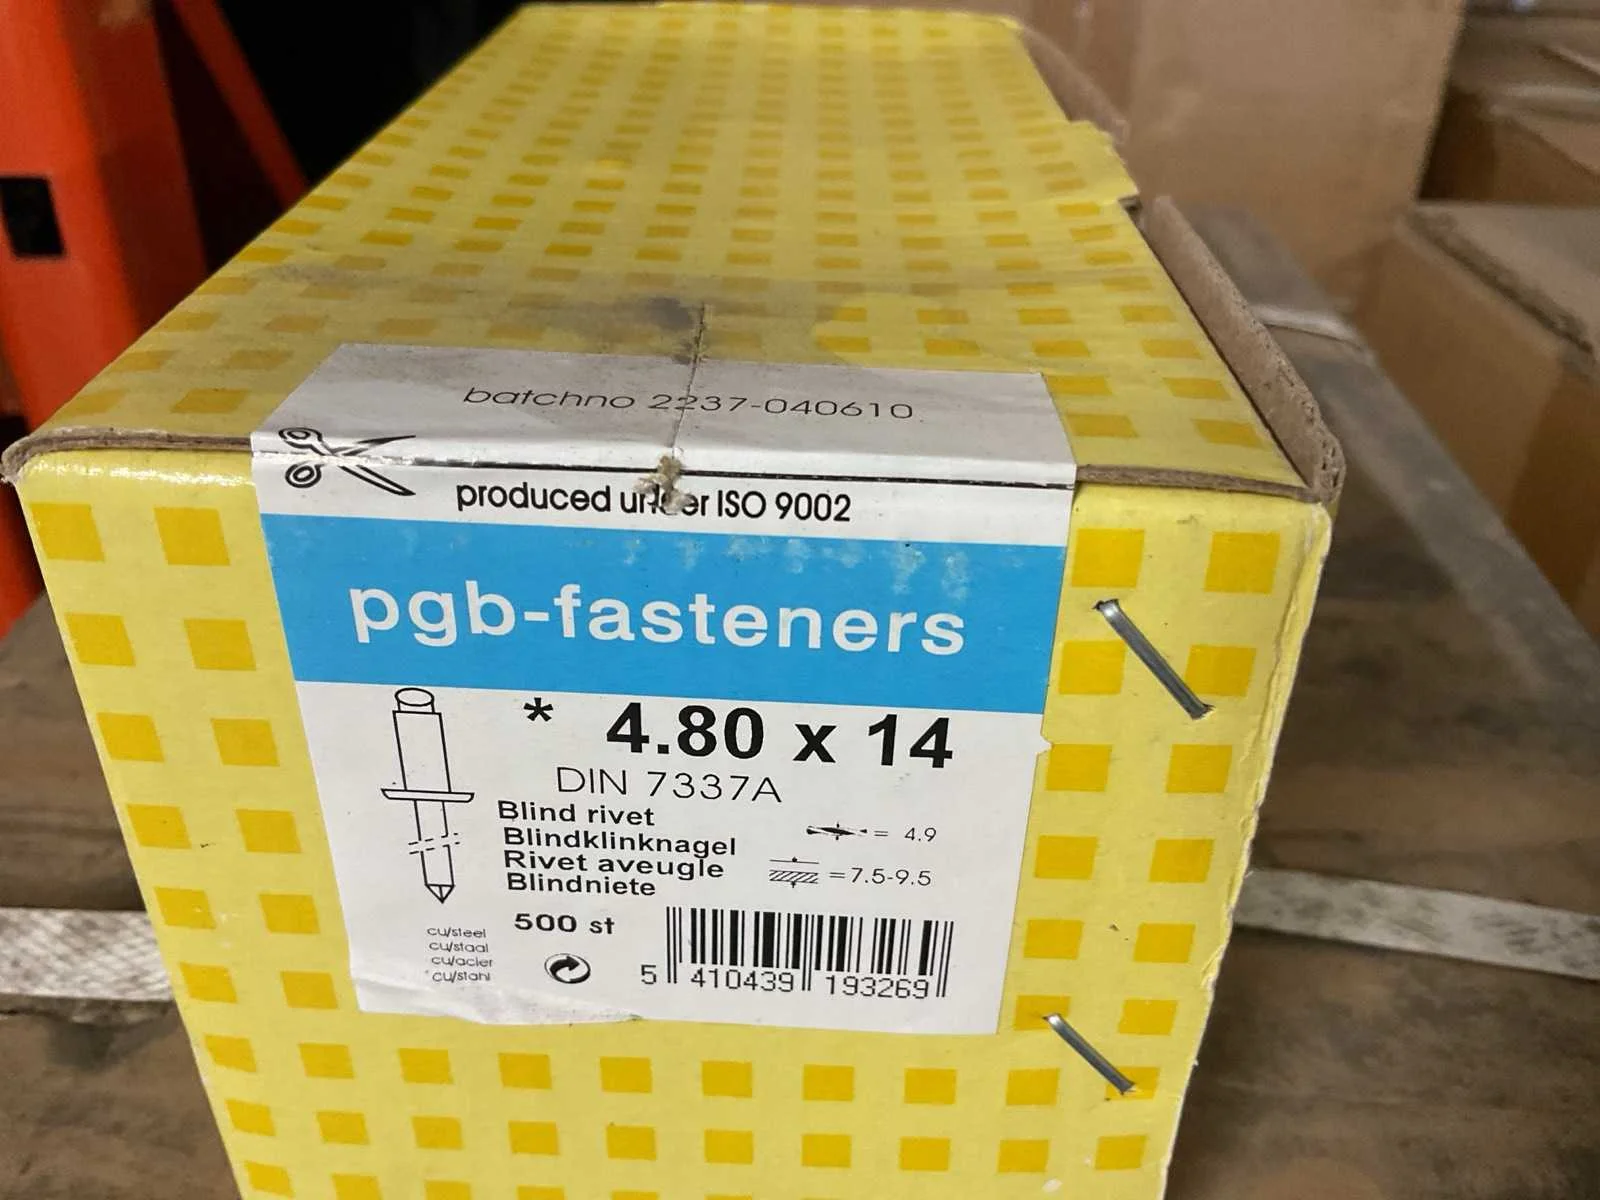 batchno 2237-040610
produced under ISO 9002
pgb-fasteners
* 4.80 x 14
DIN 7337A
Blind rivet
Blindklinknagel
Rivet aveugle
Blindniete
= 4.9
=7.5-9.5
500 st
cu/steel
cu/staal
cu/acier
cu/stahl
5 410439 193269